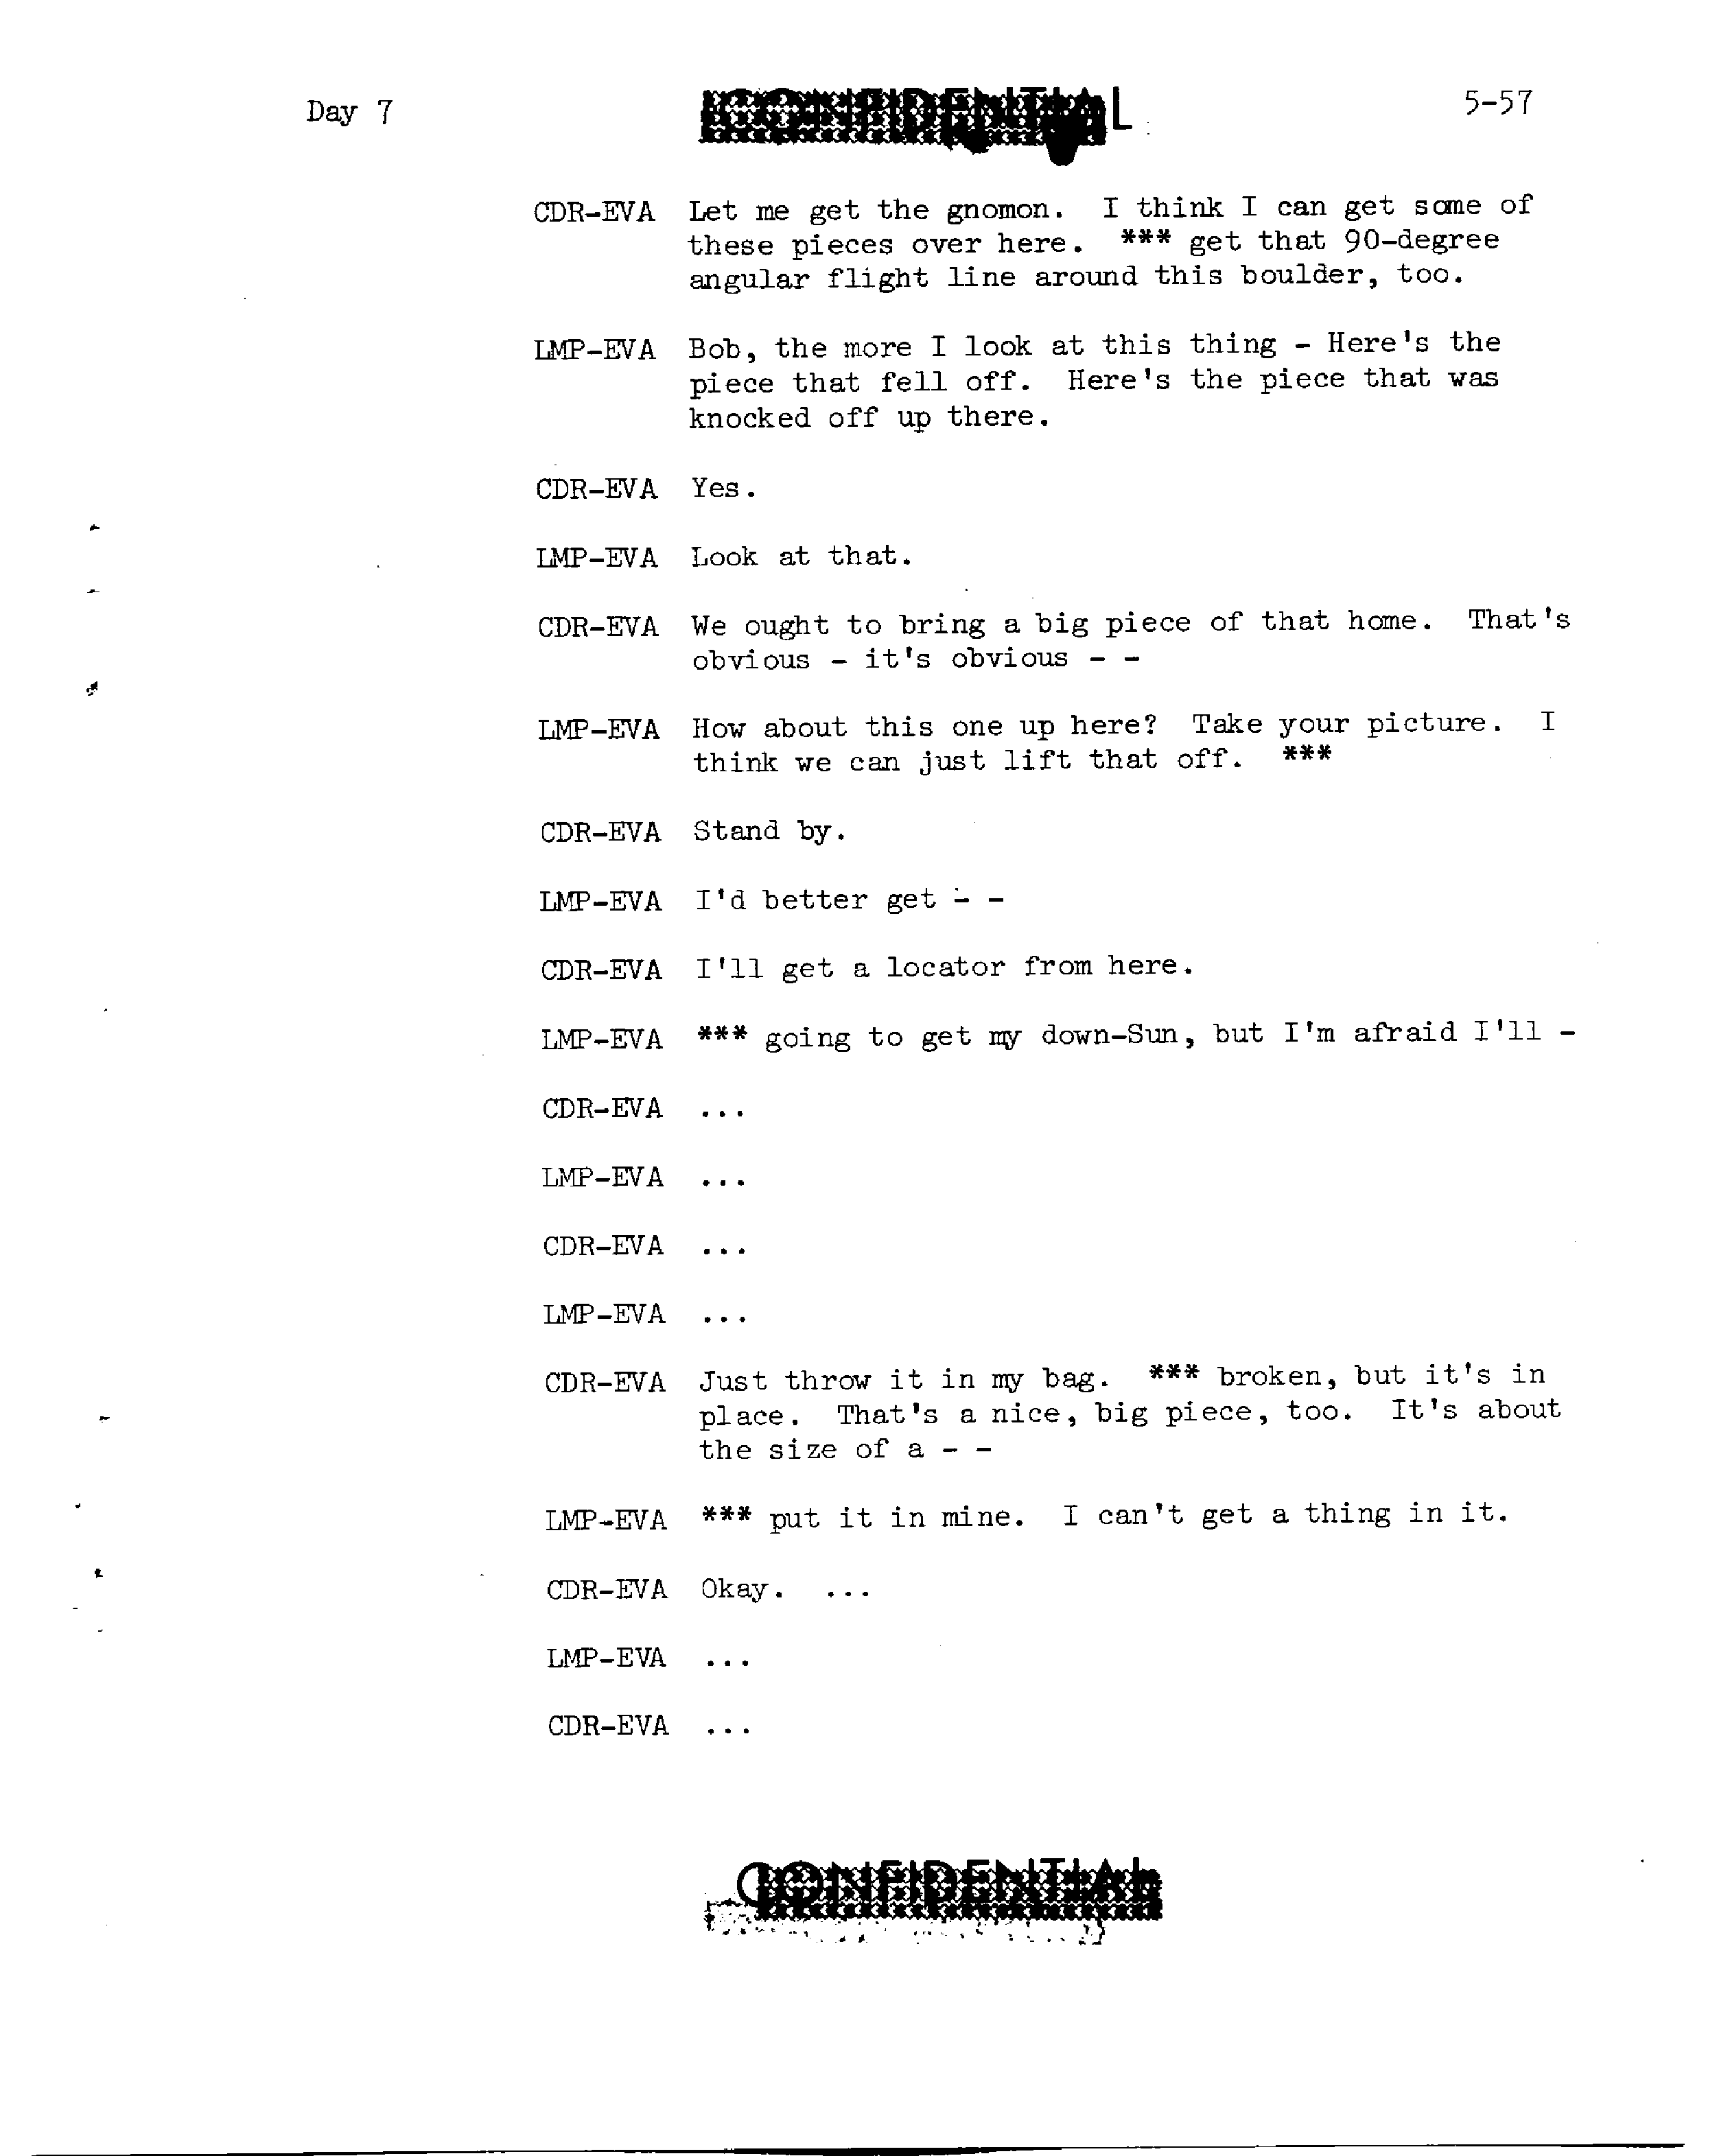 Day 7
CONFIDENTIAL
5-57
CDR-EVA Let me get the gnomon. I think I can get some of
these pieces over here. *** get that 90-degree
angular flight line around this boulder, too.
LMP-EVA Bob, the more I look at this thing - Here's the
piece that fell off. Here's the piece that was
knocked off up there.
CDR-EVA Yes.
LMP-EVA Look at that.
CDR-EVA We ought to bring a big piece of that home. That's
obvious - it's obvious - -
LMP-EVA How about this one up here? Take your picture. I
think we can just lift that off. ***
CDR-EVA Stand by.
LMP-EVA I'd better get - -
CDR-EVA I'll get a locator from here.
LMP-EVA *** going to get my down-Sun, but I'm afraid I'll -
CDR-EVA ...
LMP-EVA ...
CDR-EVA ...
LMP-EVA ...
CDR-EVA Just throw it in my bag. *** broken, but it's in
place. That's a nice, big piece, too. It's about
the size of a - -
LMP-EVA *** put it in mine. I can't get a thing in it.
CDR-EVA Okay. ...
LMP-EVA ...
CDR-EVA ...
CONFIDENTIAL